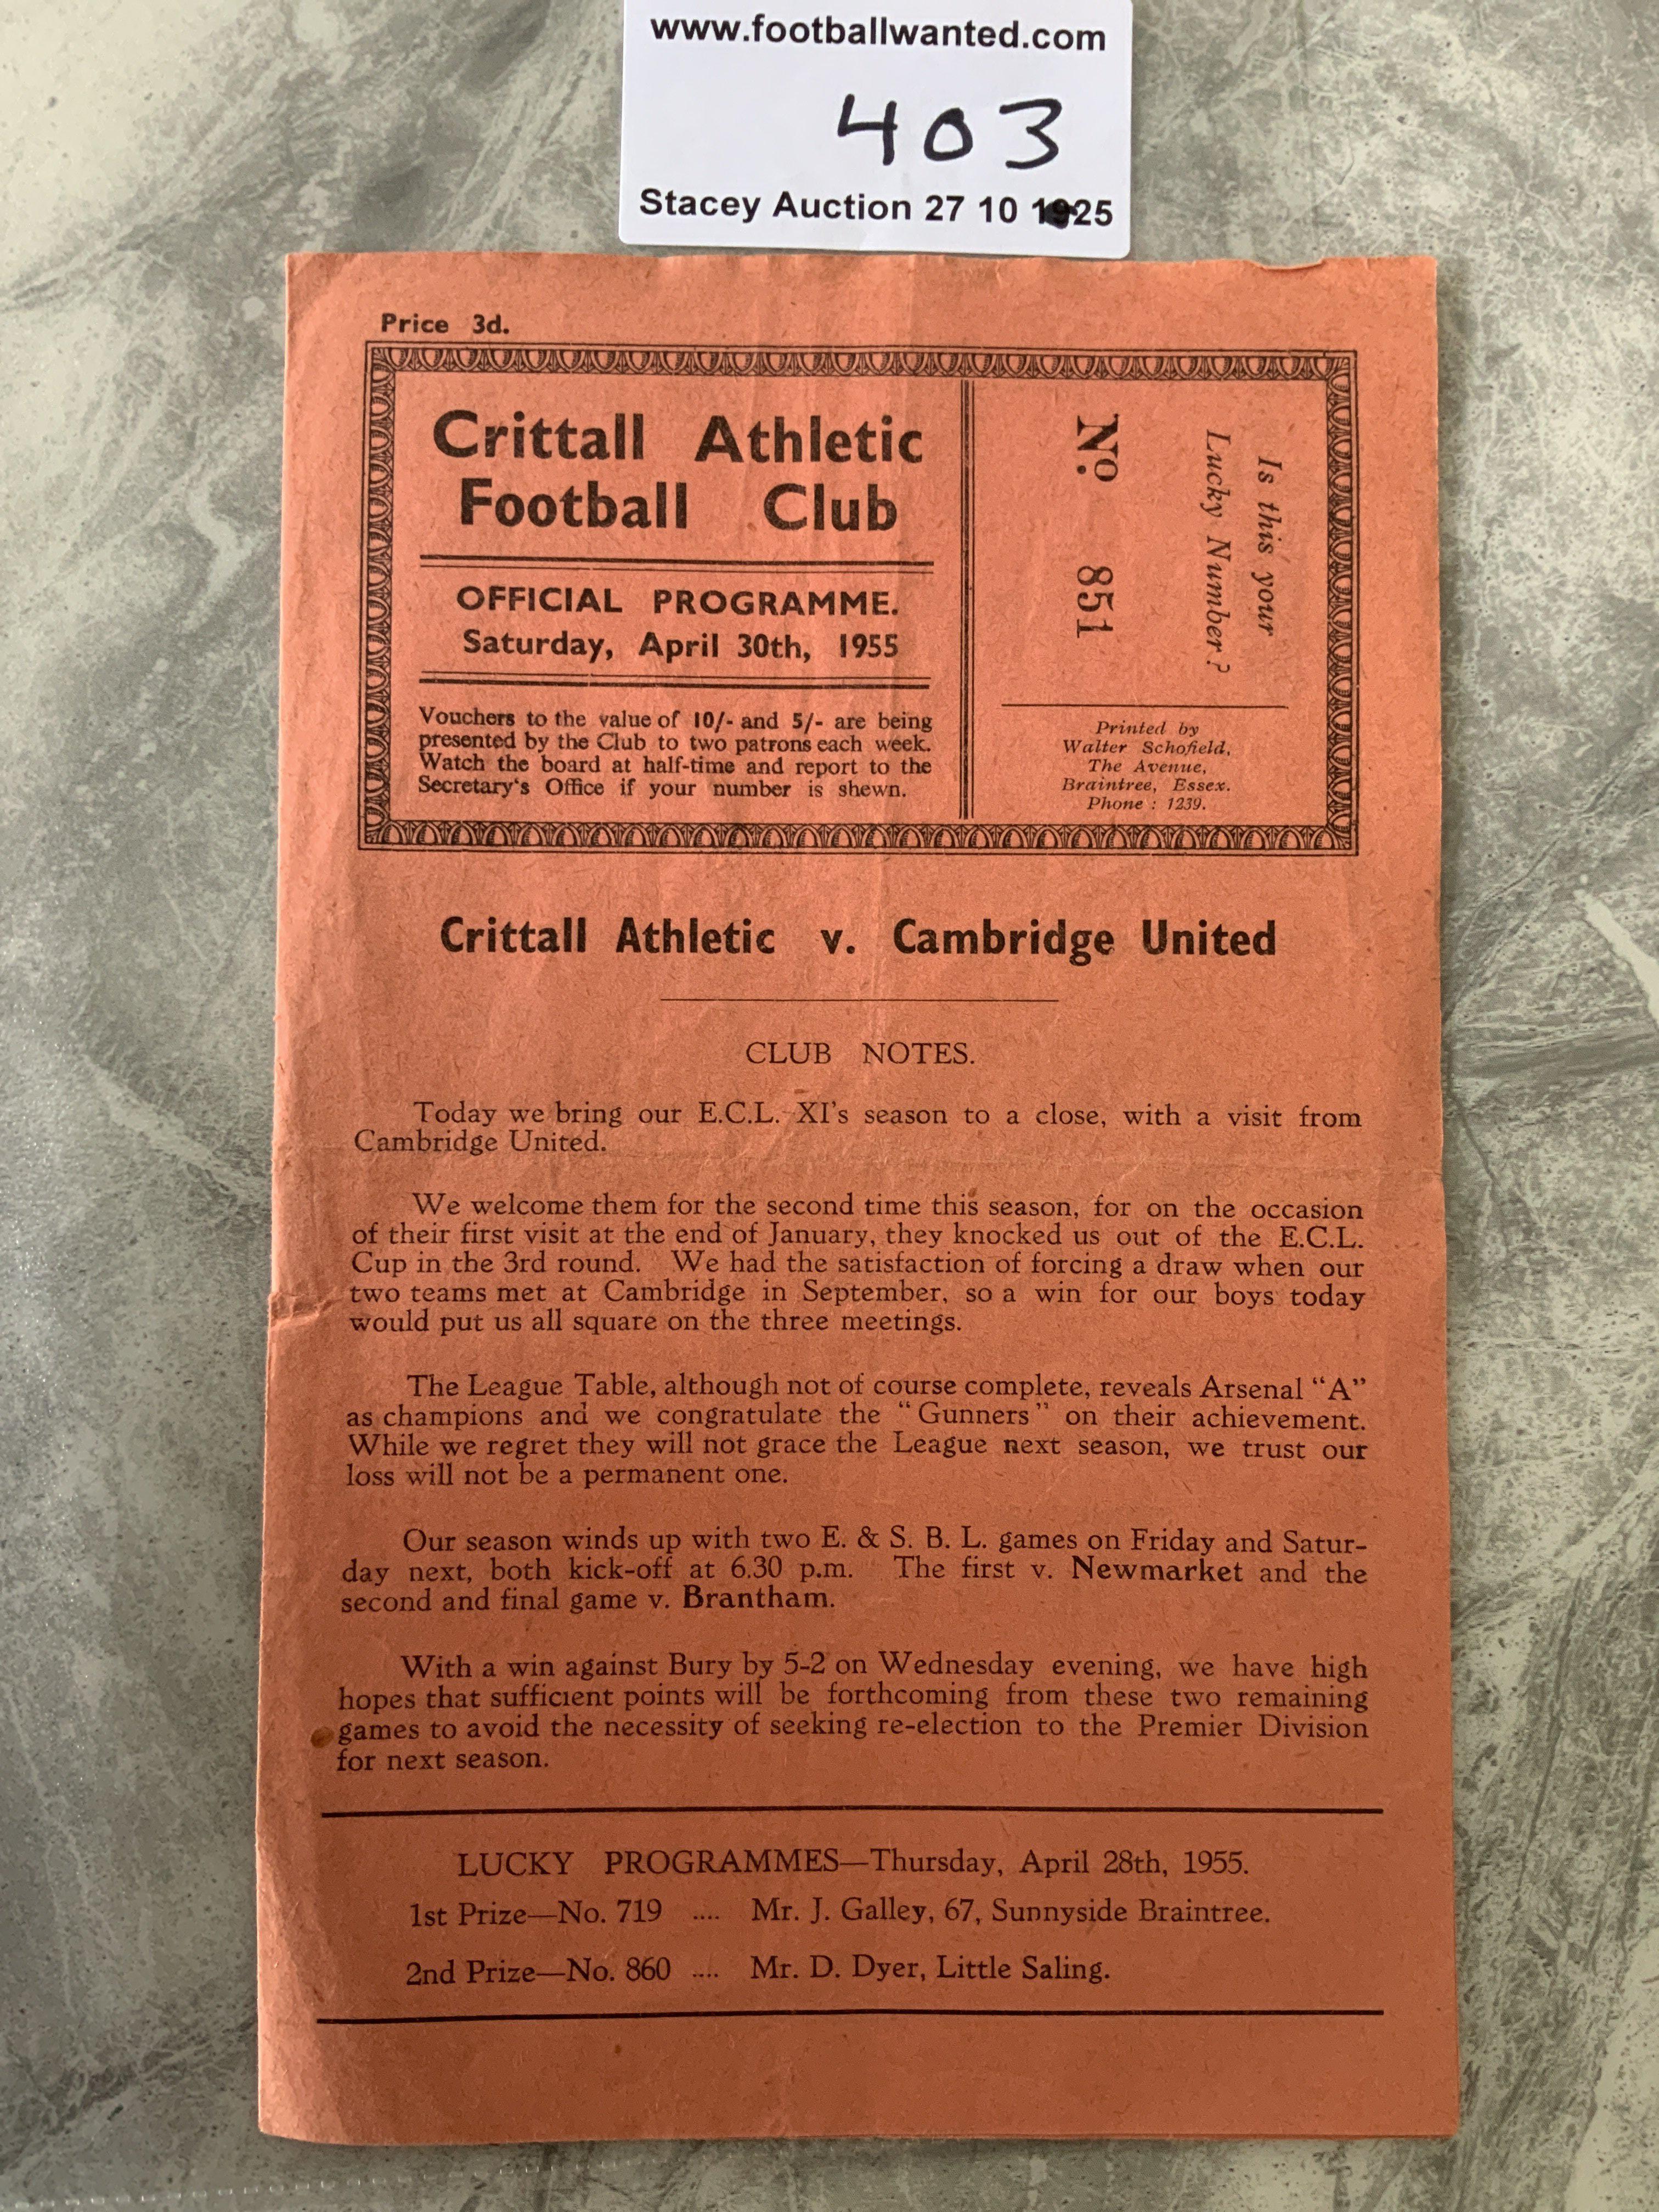 www.footballwanted.com
403
Stacey Auction 27 10 1925
Price 3d.
Crittall Athletic
Football Club
OFFICIAL PROGRAMME.
Saturday, April 30th, 1955
Vouchers to the value of 10/- and 5/- are being
presented by the Club to two patrons each week.
Watch the board at half-time and report to the
Secretary's Office if your number is shewn.
Is this your
Lucky Number?
No. 851
Printed by
Walter Schofield,
The Avenue,
Braintree, Essex.
Phone : 1239.
Crittall Athletic v. Cambridge United
CLUB NOTES.
Today we bring our E.C.L. XI's season to a close, with a visit from
Cambridge United.
We welcome them for the second time this season, for on the occasion
of their first visit at the end of January, they knocked us out of the E.C.L.
Cup in the 3rd round. We had the satisfaction of forcing a draw when our
two teams met at Cambridge in September, so a win for our boys today
would put us all square on the three meetings.
The League Table, although not of course complete, reveals Arsenal "A"
as champions and we congratulate the "Gunners" on their achievement.
While we regret they will not grace the League next season, we trust our
loss will not be a permanent one.
Our season winds up with two E. & S. B. L. games on Friday and Satur-
day next, both kick-off at 6.30 p.m. The first v. Newmarket and the
second and final game v. Brantham.
With a win against Bury by 5-2 on Wednesday evening, we have high
hopes that sufficient points will be forthcoming from these two remaining
games to avoid the necessity of seeking re-election to the Premier Division
for next season.
LUCKY PROGRAMMES—Thursday, April 28th, 1955.
1st Prize—No. 719 .... Mr. J. Galley, 67, Sunnyside Braintree.
2nd Prize—No. 860 .... Mr. D. Dyer, Little Saling.